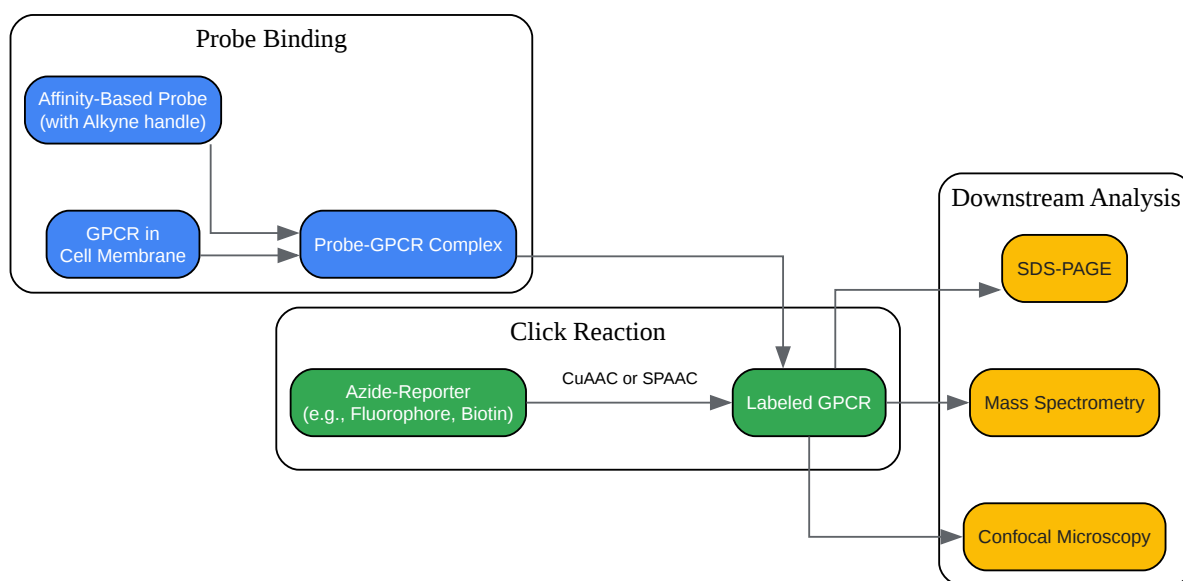 Probe Binding
Affinity-Based Probe
(with Alkyne handle)
GPCR in
Cell Membrane
Probe-GPCR Complex
Click Reaction
Azide-Reporter
(e.g., Fluorophore, Biotin)
CuAAC or SPAAC
Labeled GPCR
Downstream Analysis
SDS-PAGE
Mass Spectrometry
Confocal Microscopy